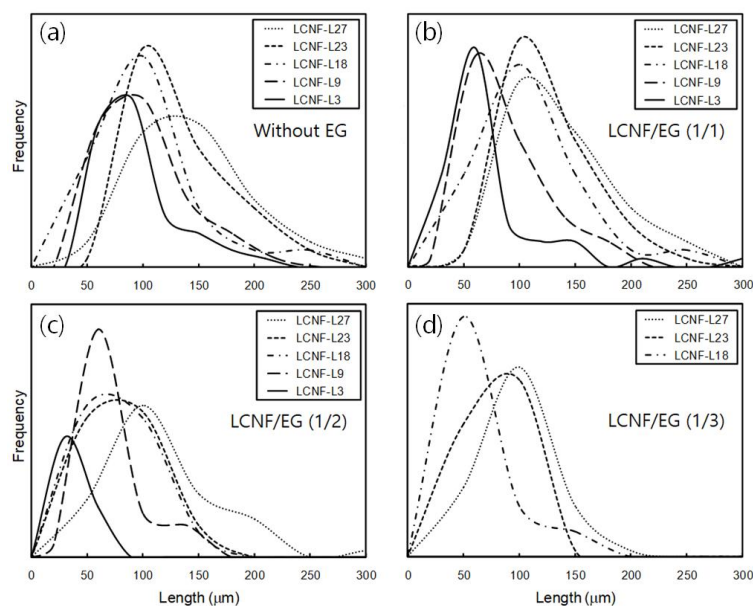 (a)
LCNF-L27
LCNF-L23
LCNF-L18
LCNF-L9
LCNF-L3
Without EG
Frequency
0 50 100 150 200 250 300
(b)
LCNF-L27
LCNF-L23
LCNF-L18
LCNF-L9
LCNF-L3
LCNF/EG (1/1)
0 50 100 150 200 250 300
(c)
LCNF-L27
LCNF-L23
LCNF-L18
LCNF-L9
LCNF-L3
LCNF/EG (1/2)
Frequency
0 50 100 150 200 250 300
Length (μm)
(d)
LCNF-L27
LCNF-L23
LCNF-L18
LCNF/EG (1/3)
0 50 100 150 200 250 300
Length (μm)